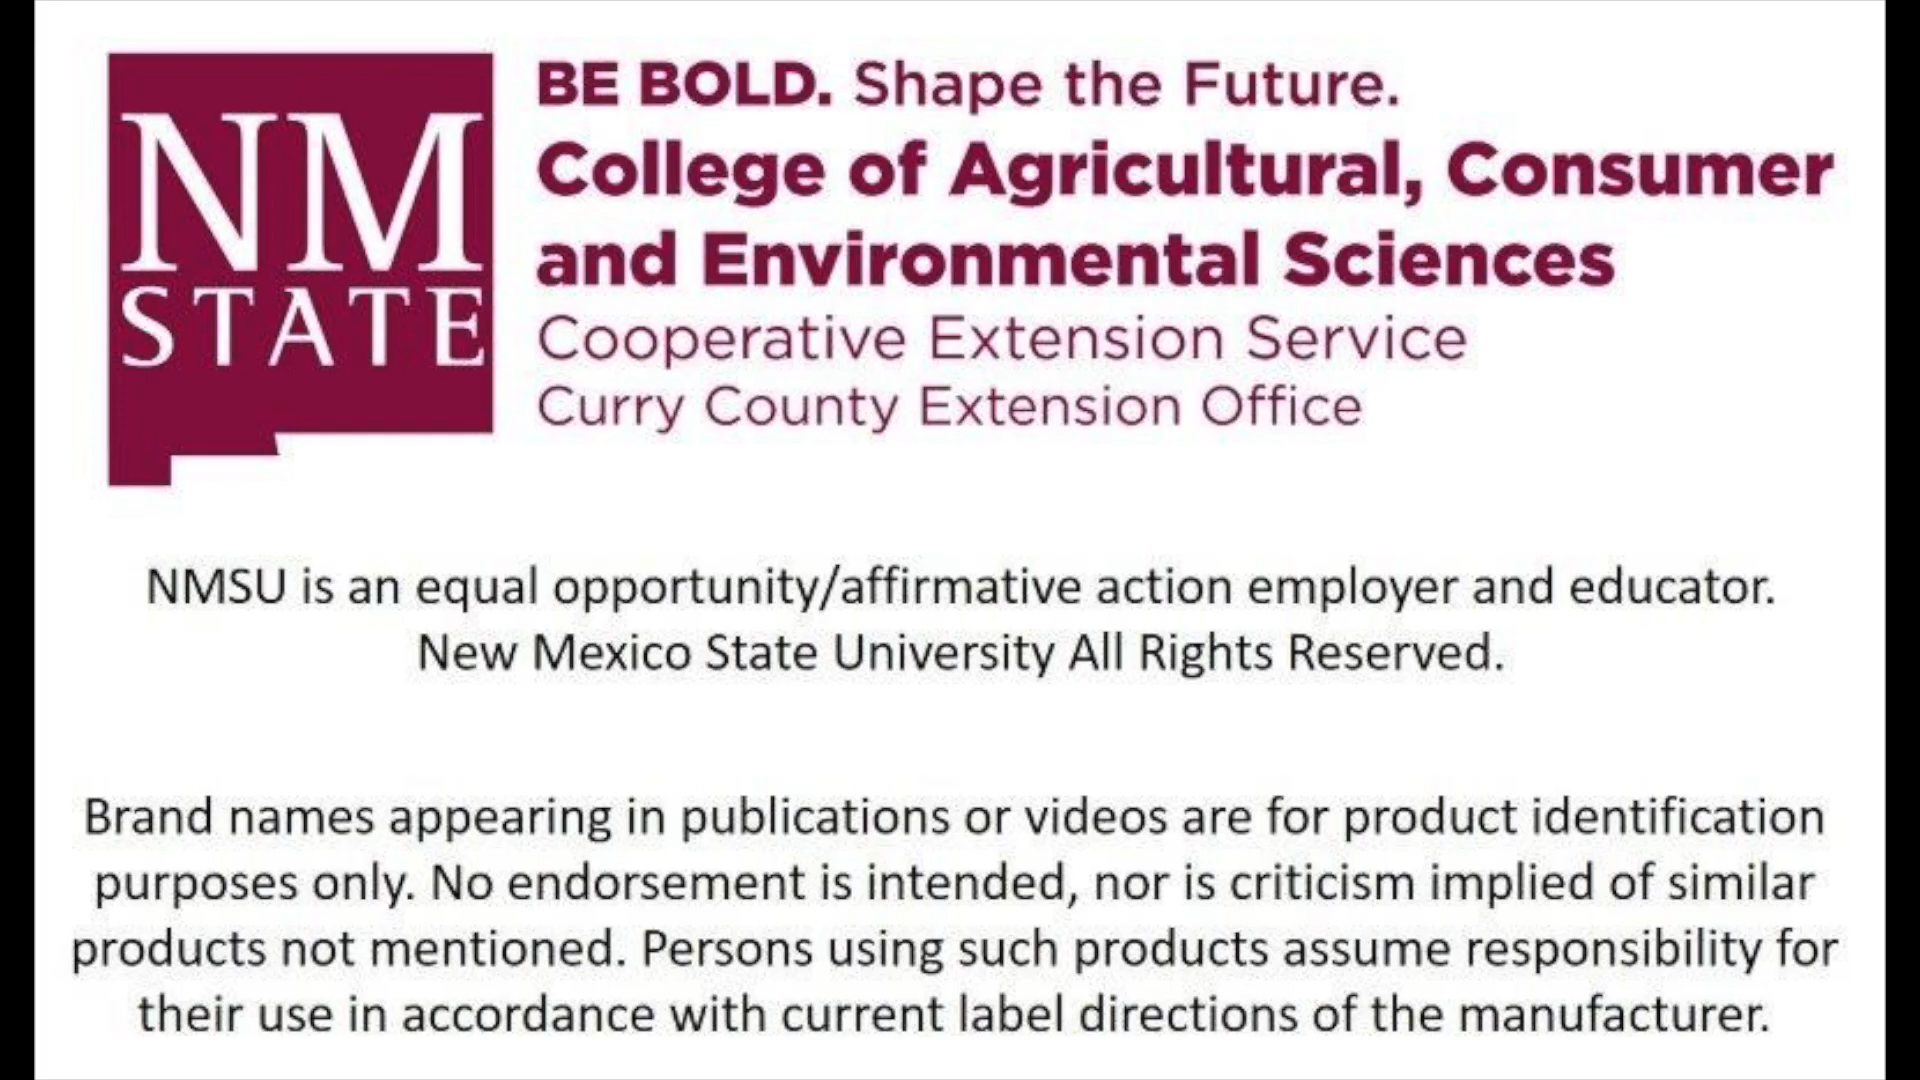 NM
STATE
BE BOLD. Shape the Future.
College of Agricultural, Consumer
and Environmental Sciences
Cooperative Extension Service
Curry County Extension Office
NMSU is an equal opportunity/affirmative action employer and educator.
New Mexico State University All Rights Reserved.
Brand names appearing in publications or videos are for product identification
purposes only. No endorsement is intended, nor is criticism implied of similar
products not mentioned. Persons using such products assume responsibility for
their use in accordance with current label directions of the manufacturer.